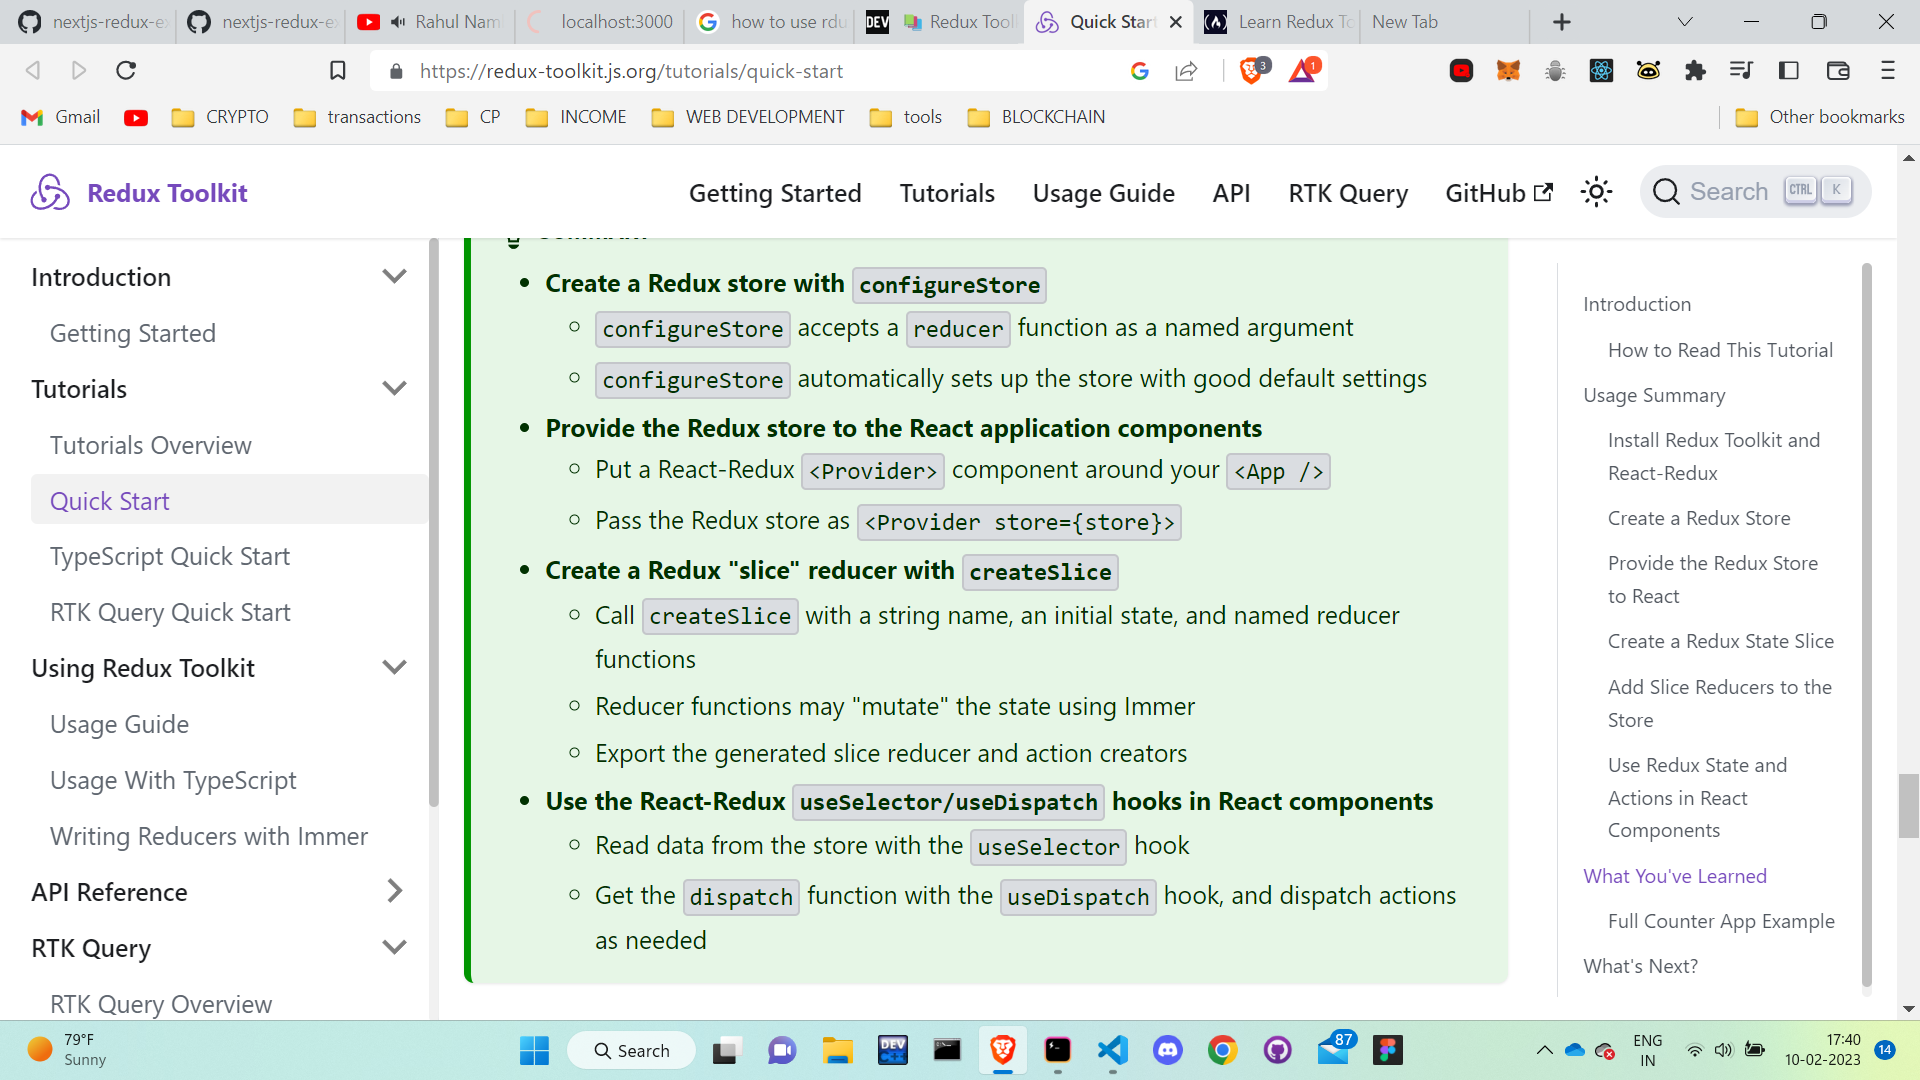 nextjs-redux-ex
nextjs-redux-ex
Rahul Nam
localhost:3000
how to use rdu
DEV
Redux Tool
Quick Star
(A)
Learn Redux To
New Tab
https://redux-toolkit.js.org/tutorials/quick-start
3
1
Gmail
CRYPTO
transactions
CP
INCOME
WEB DEVELOPMENT
tools
BLOCKCHAIN
Other bookmarks
Redux Toolkit
Getting Started Tutorials Usage Guide API RTK Query GitHub
Search CTRL K
Introduction
Getting Started
Tutorials
Tutorials Overview
Quick Start
TypeScript Quick Start
RTK Query Quick Start
Using Redux Toolkit
Usage Guide
Usage With TypeScript
Writing Reducers with Immer
API Reference
RTK Query
RTK Query Overview
• Create a Redux store with configureStore
configureStore accepts a reducer function as a named argument
configureStore automatically sets up the store with good default settings
• Provide the Redux store to the React application components
Put a React-Redux <Provider> component around your <App />
Pass the Redux store as <Provider store={store}>
• Create a Redux "slice" reducer with createSlice
Call createSlice with a string name, an initial state, and named reducer
functions
Reducer functions may "mutate" the state using Immer
Export the generated slice reducer and action creators
• Use the React-Redux useSelector/useDispatch hooks in React components
Read data from the store with the useSelector hook
Get the dispatch function with the useDispatch hook, and dispatch actions
as needed
Introduction
How to Read This Tutorial
Usage Summary
Install Redux Toolkit and
React-Redux
Create a Redux Store
Provide the Redux Store
to React
Create a Redux State Slice
Add Slice Reducers to the
Store
Use Redux State and
Actions in React
Components
What You've Learned
Full Counter App Example
What's Next?
79°F
Sunny
Search
DEV
C++
87
ENG
IN
17:40
10-02-2023
14